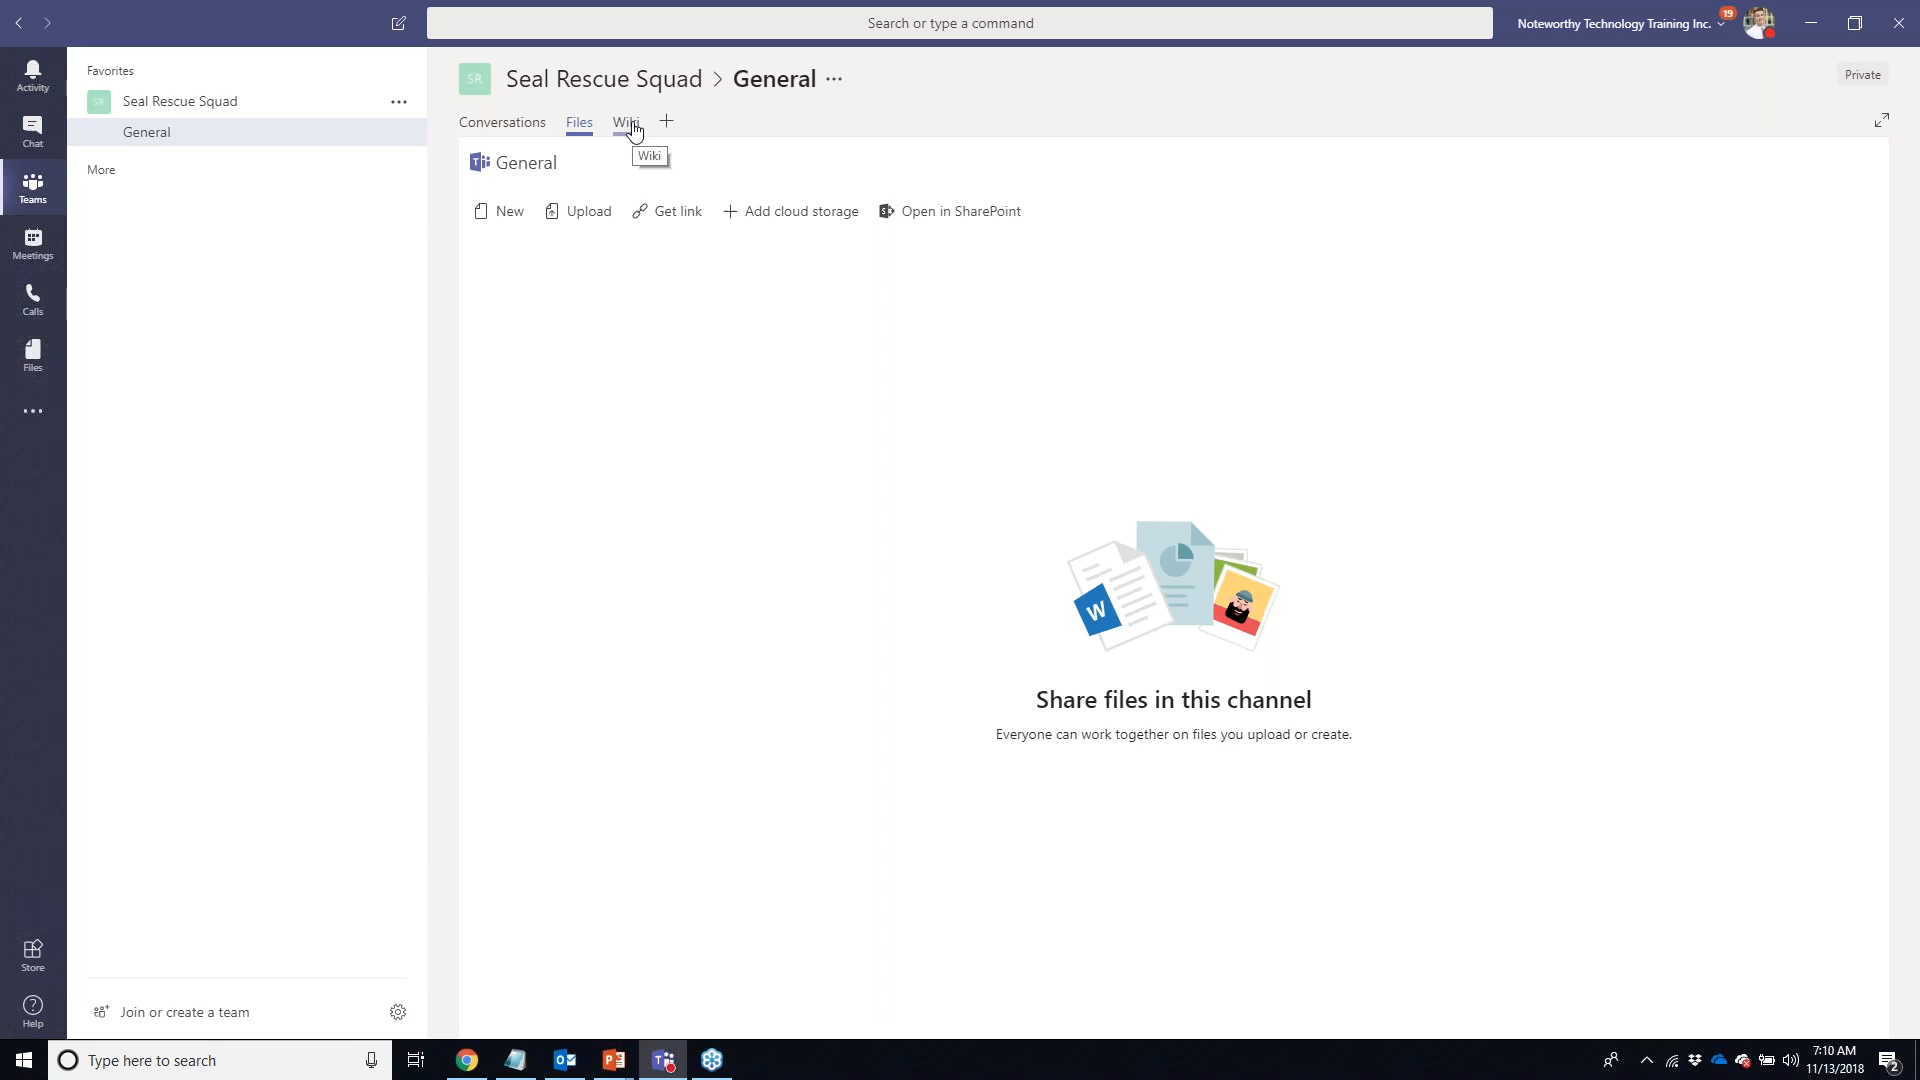 Search or type a command
Noteworthy Technology Training Inc.
19
Activity
Chat
Teams
Meetings
Calls
Files
Store
Help
Favorites
SR
Seal Rescue Squad
General
More
Join or create a team
SR
Seal Rescue Squad > General
Private
Conversations Files Wiki
Wiki
General
New Upload Get link Add cloud storage Open in SharePoint
W
Share files in this channel
Everyone can work together on files you upload or create.
Type here to search
7:10 AM
11/13/2018
2